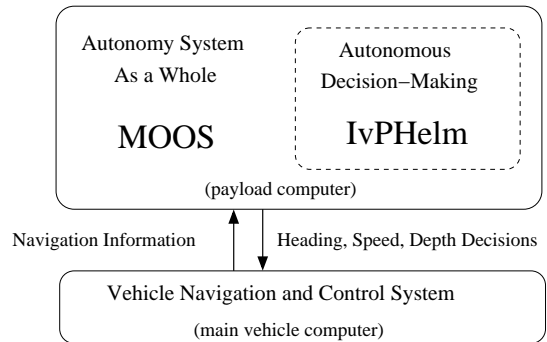 Autonomy System
As a Whole
MOOS
Autonomous
Decision−Making
IvPHelm
(payload computer)
Navigation Information
Heading, Speed, Depth Decisions
Vehicle Navigation and Control System
(main vehicle computer)